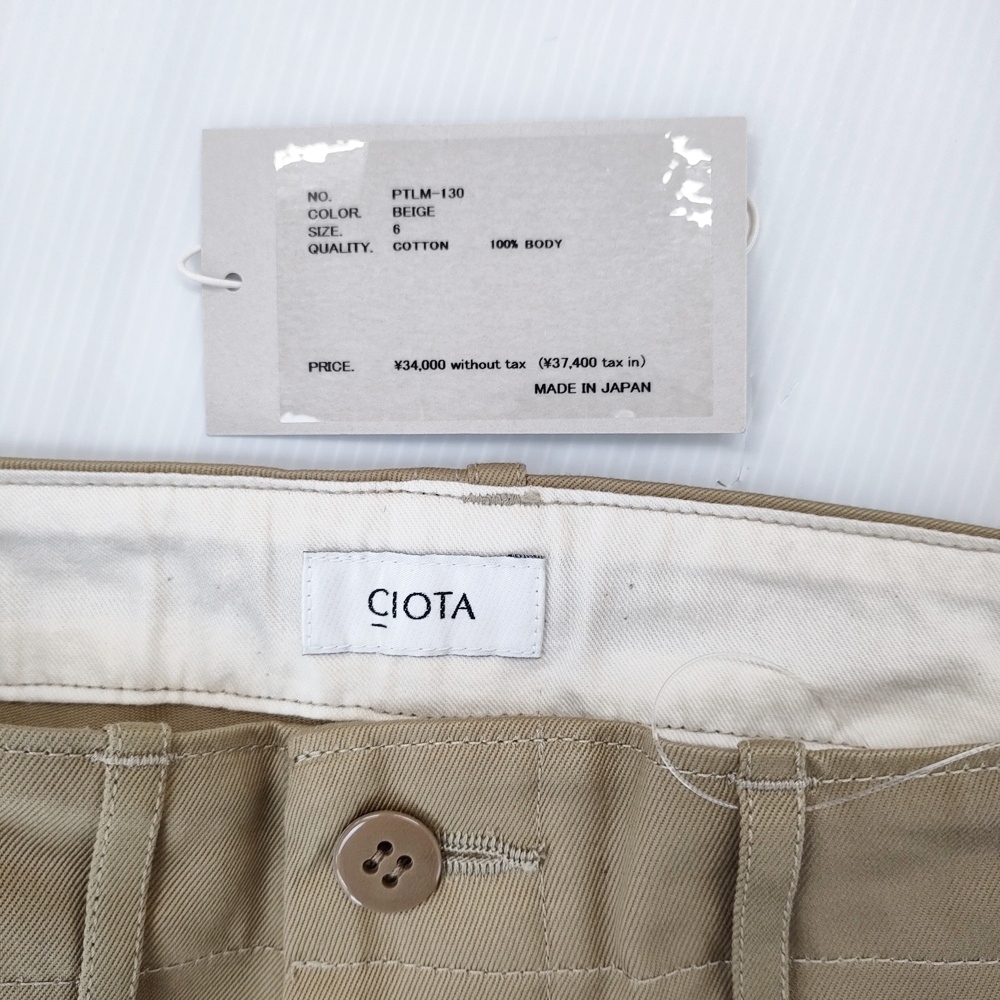 NO. PTLM-130
COLOR. BEIGE
SIZE. 6
QUALITY. COTTON 100% BODY
PRICE. ¥34,000 without tax (¥37,400 tax in)
MADE IN JAPAN
CIOTA